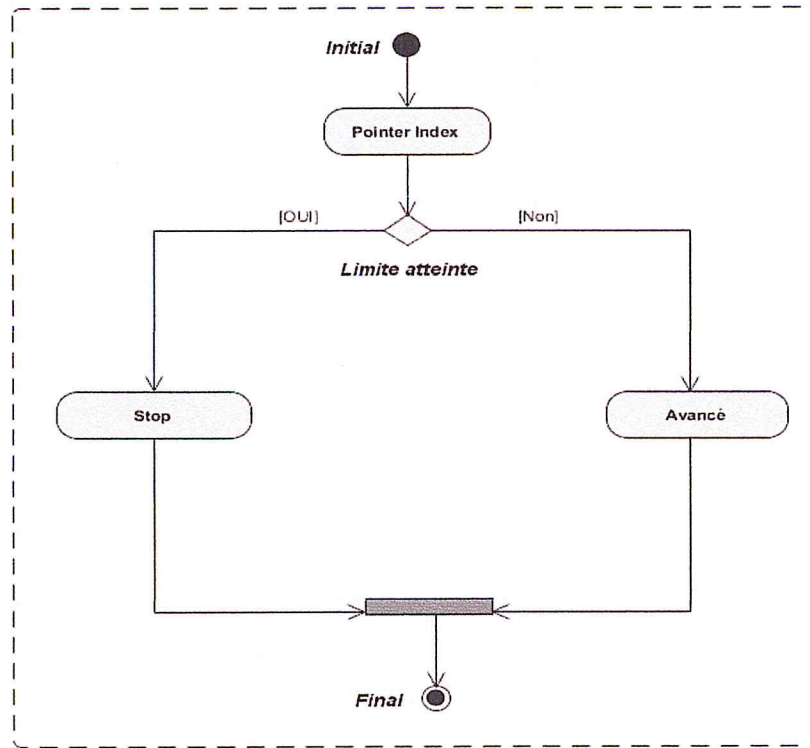 Initial
Pointer Index
[OUI]
[Non]
Limite atteinte
Stop
Avancé
Final